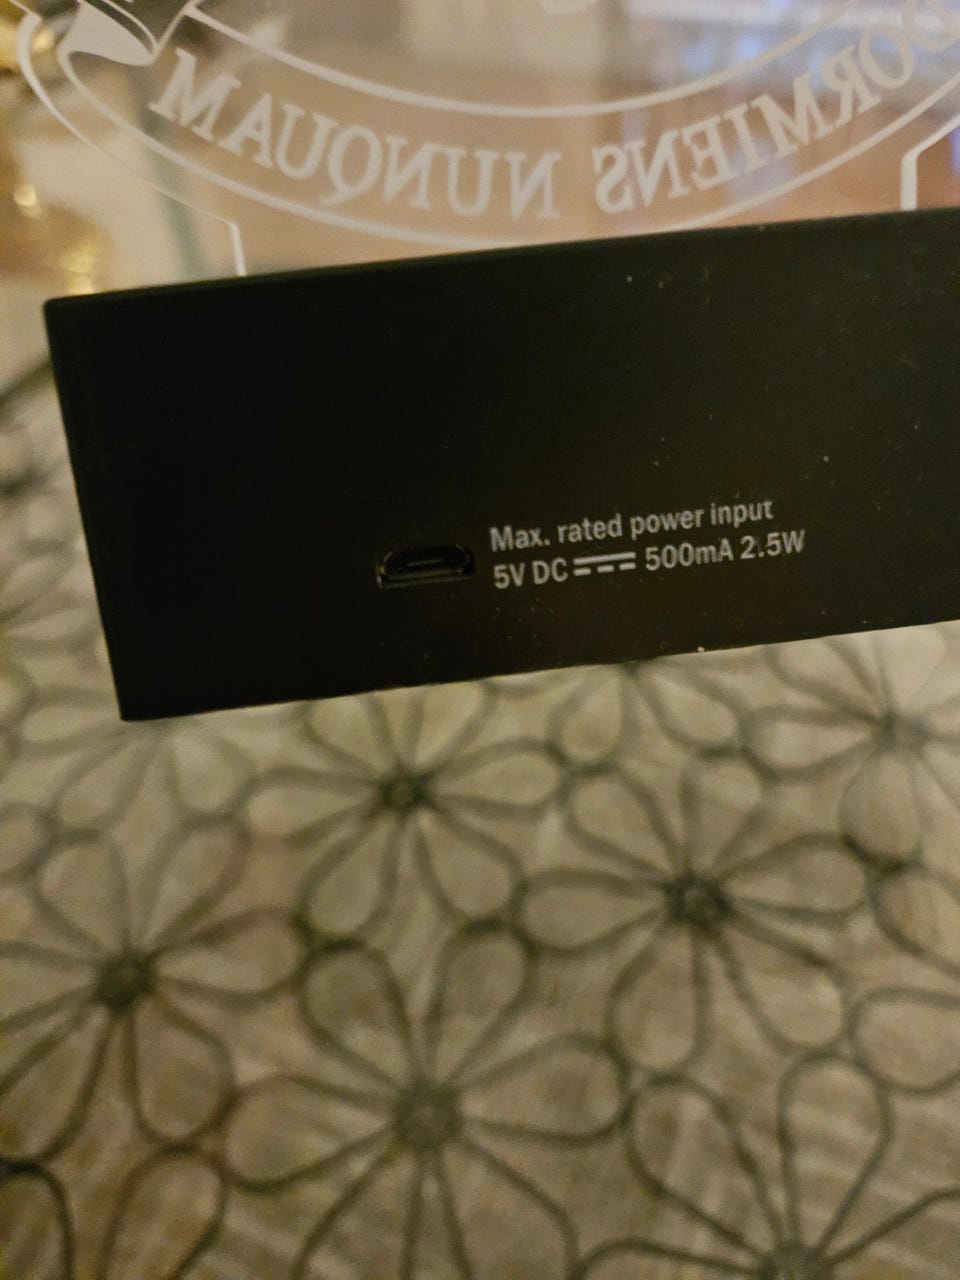 DORMIENS NUNQUAM
Max. rated power input
5V DC ⎓ 500mA 2.5W